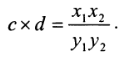 c × d = x₁x₂ / y₁y₂.